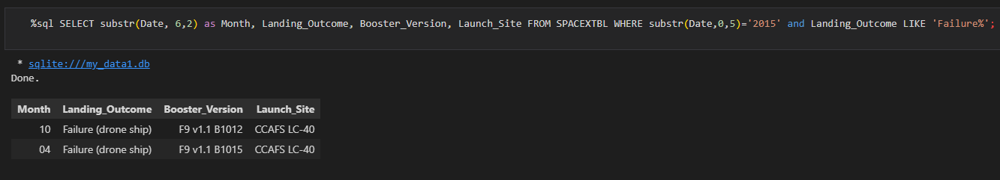 %sql SELECT substr(Date, 6,2) as Month, Landing_Outcome, Booster_Version, Launch_Site FROM SPACEXTBL WHERE substr(Date,0,5)='2015' and Landing_Outcome LIKE 'Failure%';
* sqlite:///my_data1.db
Done.
Month Landing_Outcome Booster_Version Launch_Site
10 Failure (drone ship) F9 v1.1 B1012 CCAFS LC-40
04 Failure (drone ship) F9 v1.1 B1015 CCAFS LC-40